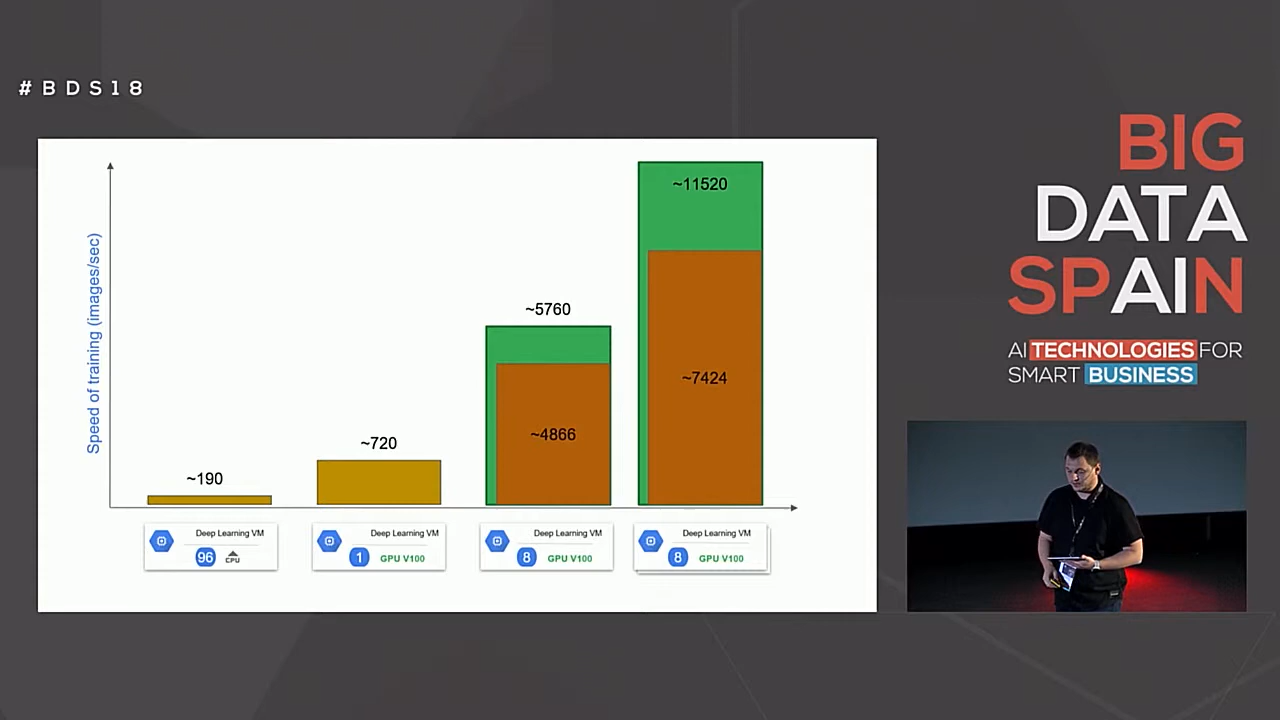 #BDS18
BIG
DATA
SPAIN
AI TECHNOLOGIES FOR
SMART BUSINESS
Speed of training (images/sec)
~190
~720
~5760
~4866
~11520
~7424
Deep Learning VM
96 CPU
Deep Learning VM
1 GPU V100
Deep Learning VM
8 GPU V100
Deep Learning VM
8 GPU V100